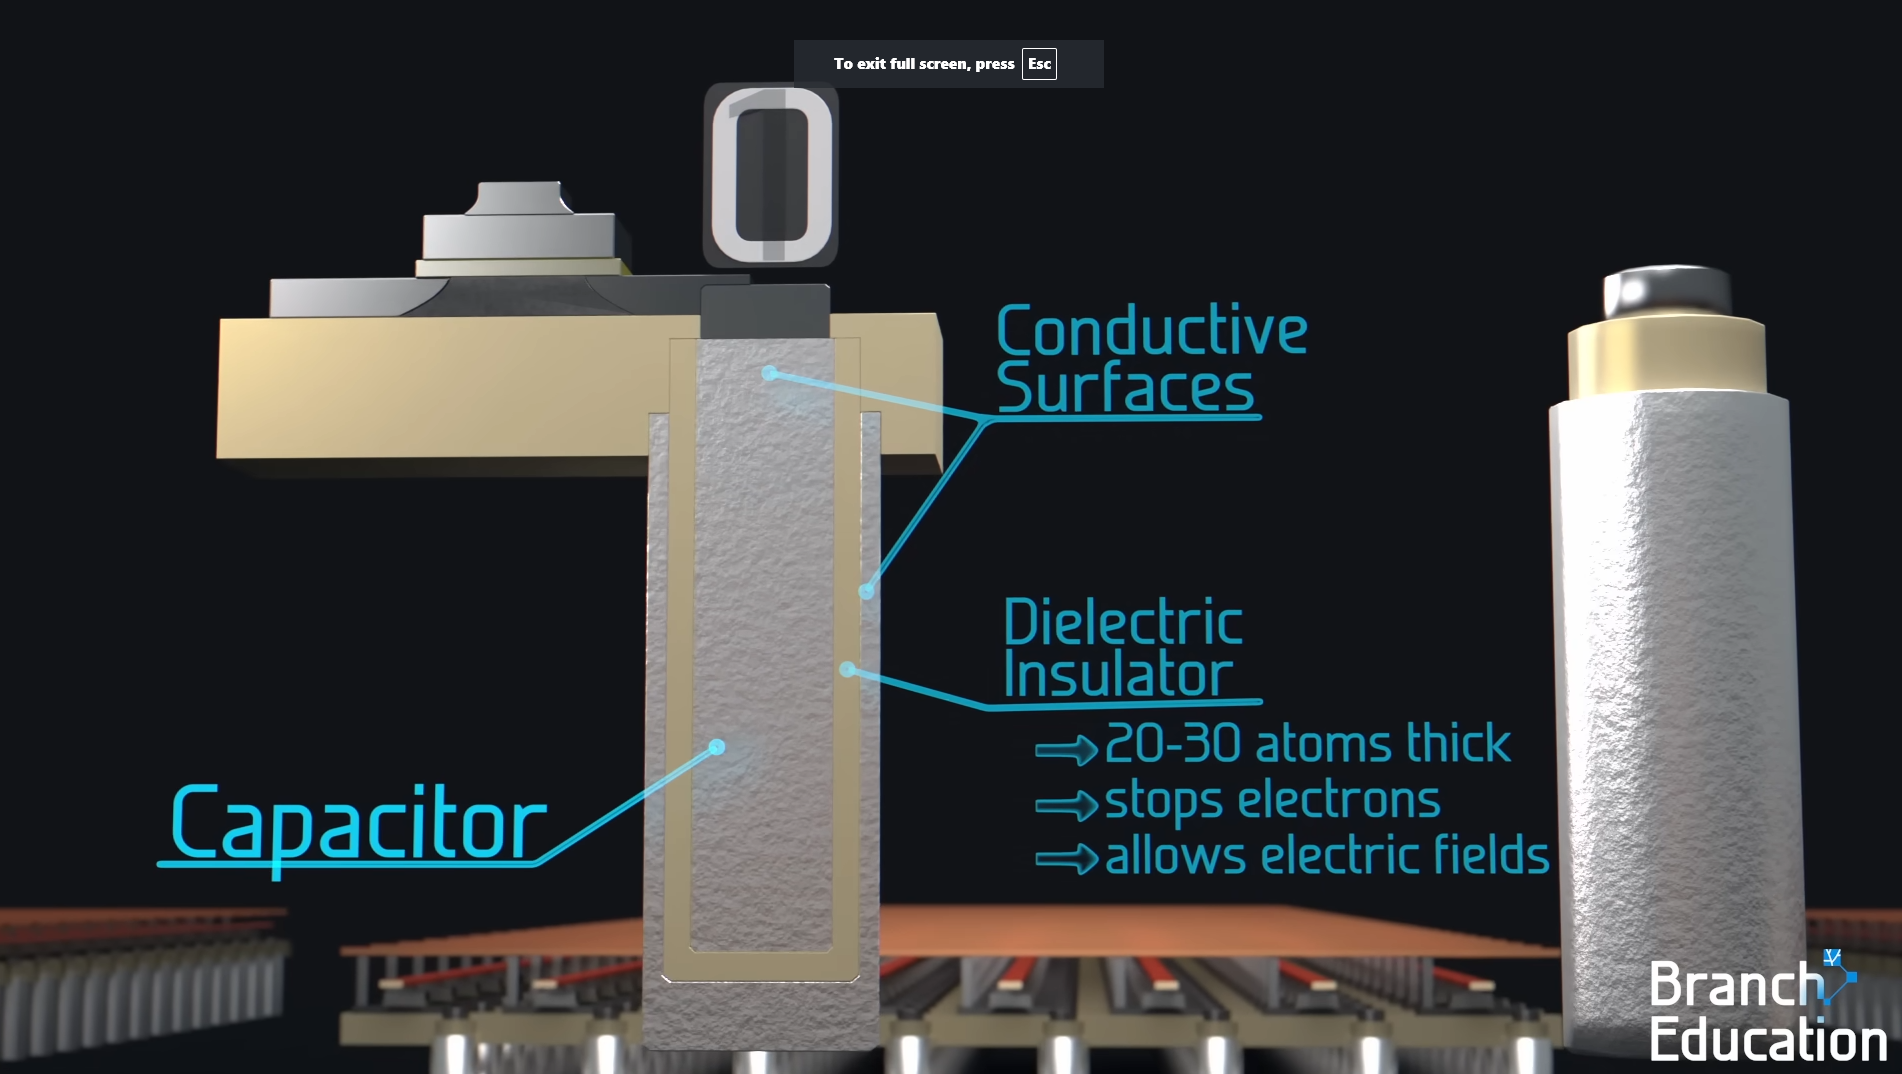 To exit full screen, press Esc
0
Conductive
Surfaces
Dielectric
Insulator
20-30 atoms thick
stops electrons
allows electric fields
Capacitor
Branch
Education